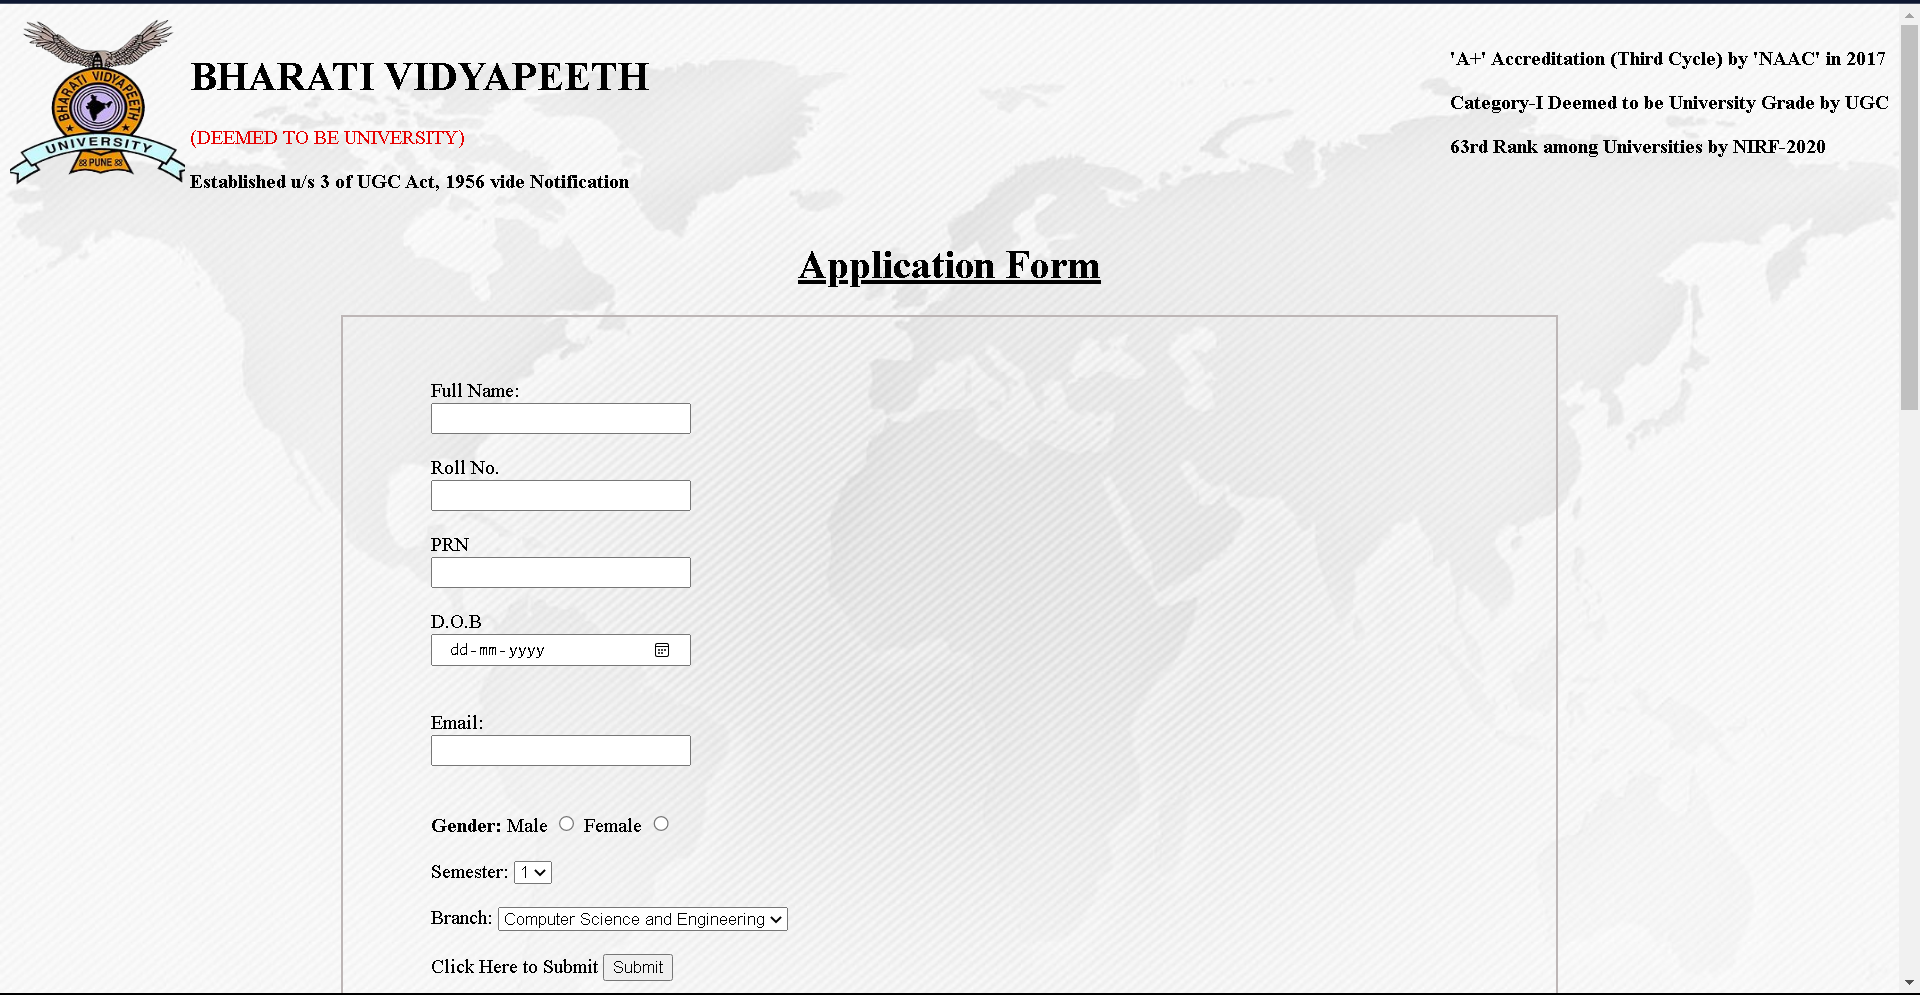 BHARATI VIDYAPEETH
UNIVERSITY
PUNE
BHARATI VIDYAPEETH
(DEEMED TO BE UNIVERSITY)
Established u/s 3 of UGC Act, 1956 vide Notification
'A+' Accreditation (Third Cycle) by 'NAAC' in 2017
Category-I Deemed to be University Grade by UGC
63rd Rank among Universities by NIRF-2020
Application Form
Full Name:
Roll No.
PRN
D.O.B
dd-mm-yyyy
Email:
Gender: Male Female
Semester: 1
Branch: Computer Science and Engineering
Click Here to Submit Submit